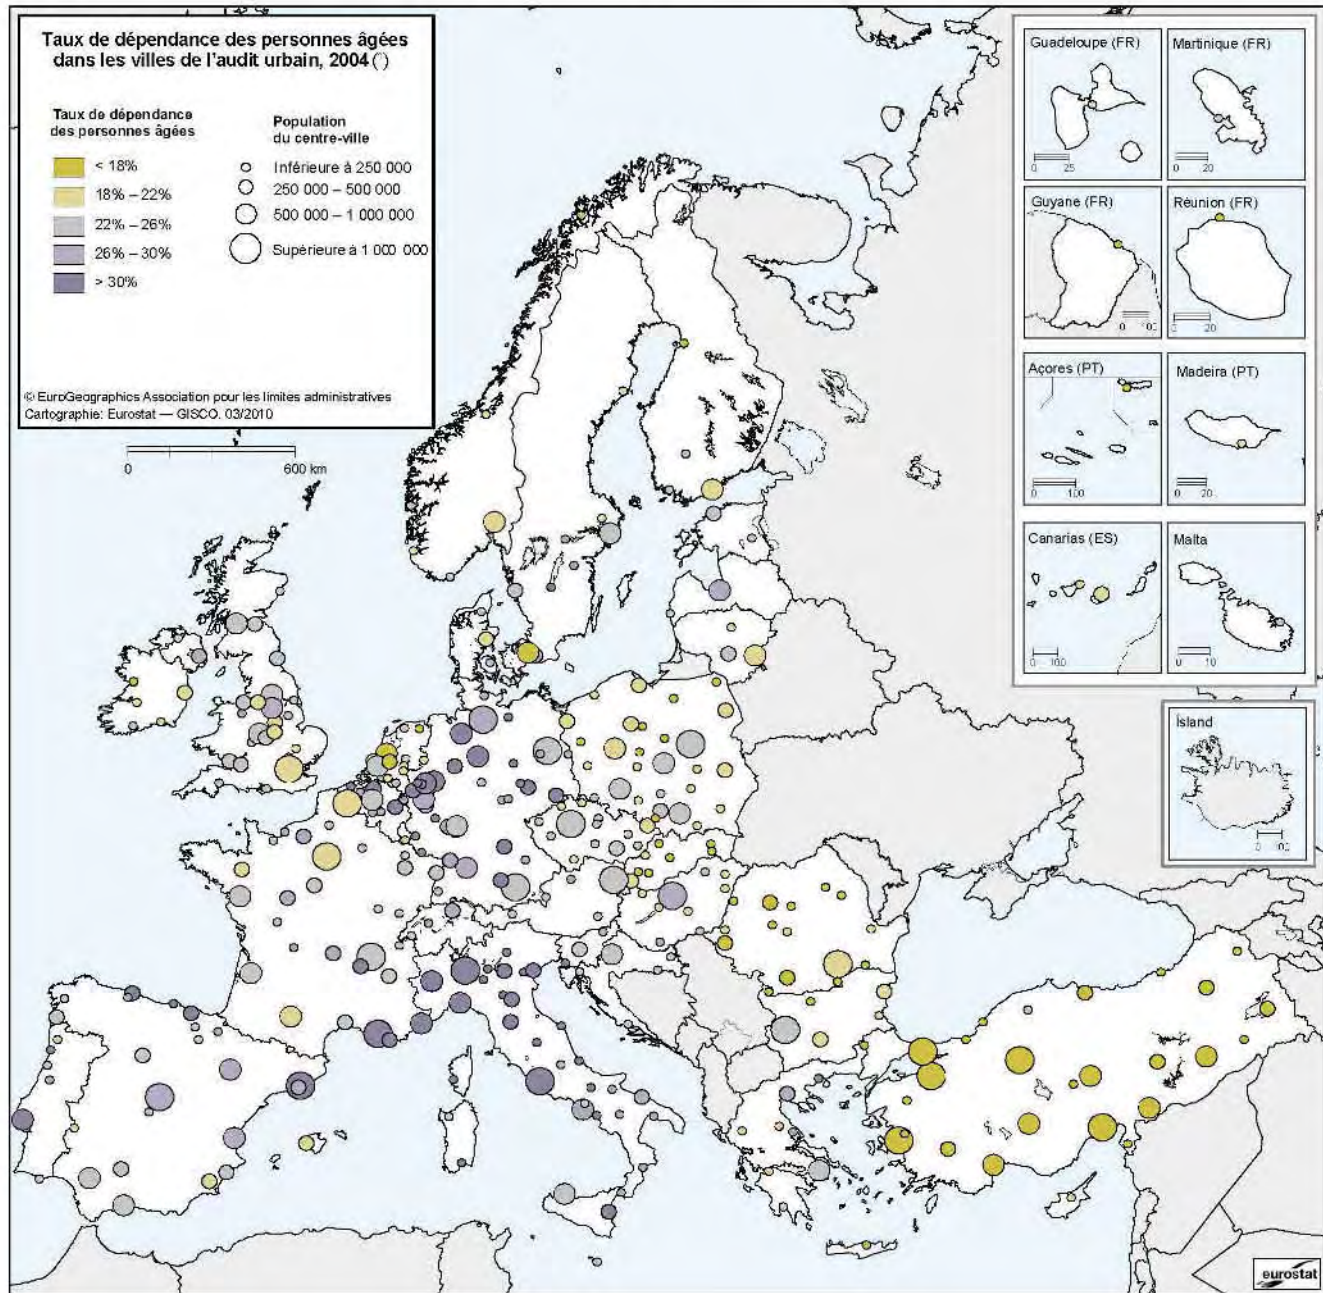 Taux de dépendance des personnes âgées
dans les villes de l'audit urbain, 2004 (¹)
Taux de dépendance
des personnes âgées
< 18%
18% – 22%
22% – 26%
26% – 30%
> 30%
Population
du centre-ville
Inférieure à 250 000
250 000 – 500 000
500 000 – 1 000 000
Supérieure à 1 000 000
© EuroGeographics Association pour les limites administratives
Cartographie: Eurostat — GISCO. 03/2010
0 600 km
Guadeloupe (FR)
0 25
Martinique (FR)
0 20
Guyane (FR)
0 100
Réunion (FR)
0 20
Açores (PT)
0 100
Madeira (PT)
0 20
Canarias (ES)
0 100
Malta
0 10
Ísland
0 100
eurostat